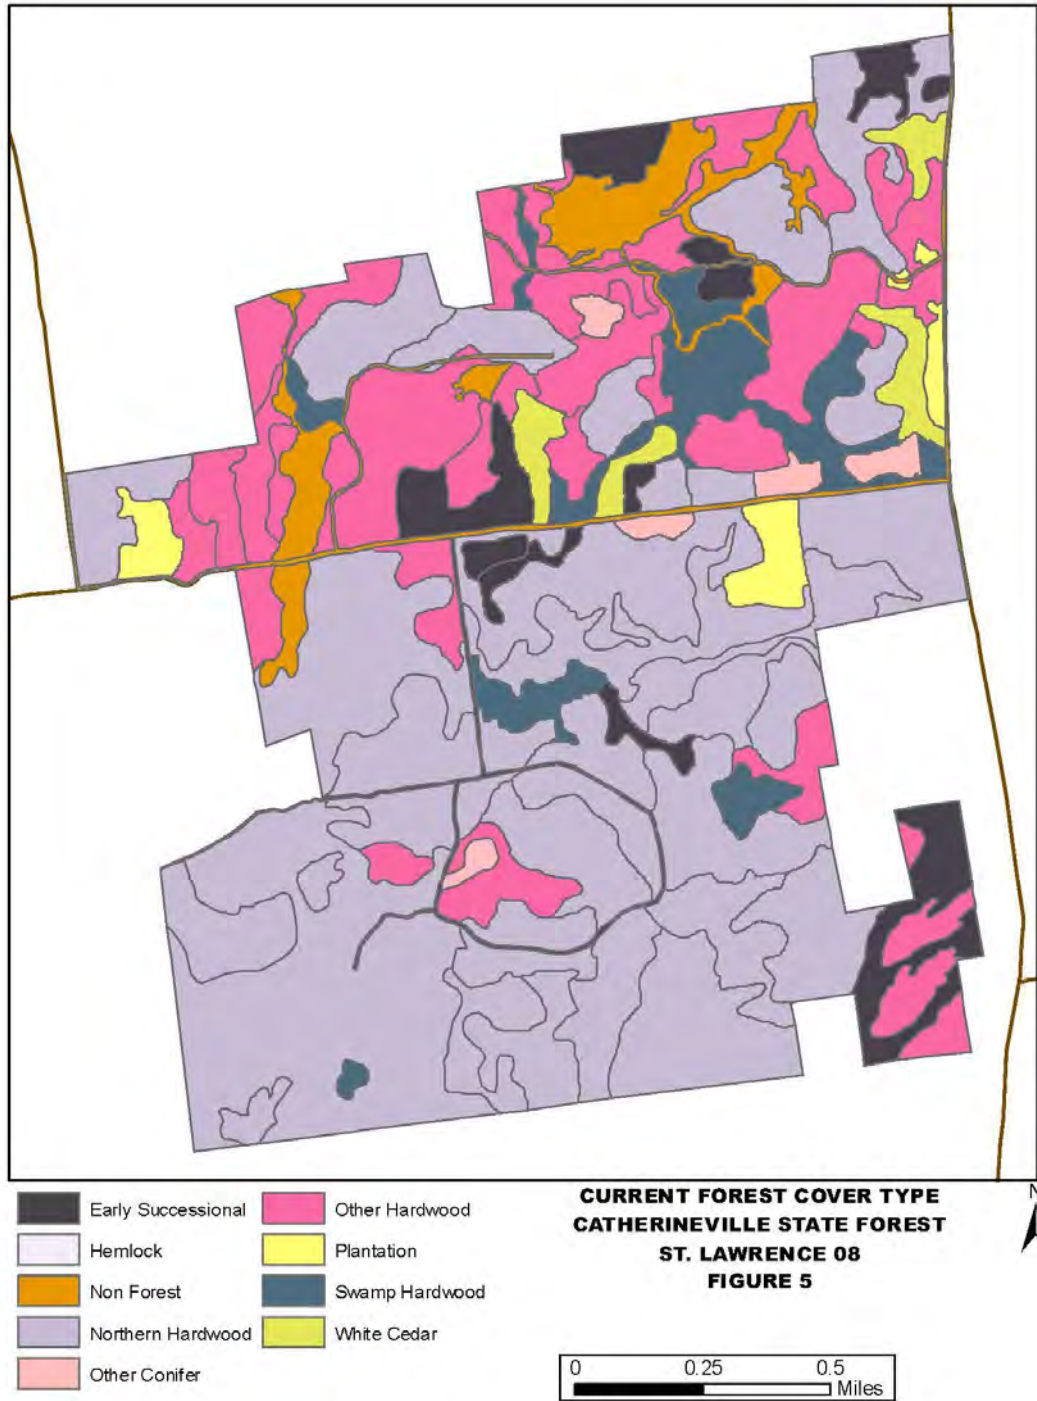 Early Successional
Hemlock
Non Forest
Northern Hardwood
Other Conifer
Other Hardwood
Plantation
Swamp Hardwood
White Cedar
CURRENT FOREST COVER TYPE
CATHERINEVILLE STATE FOREST
ST. LAWRENCE 08
FIGURE 5
N
0 0.25 0.5
Miles